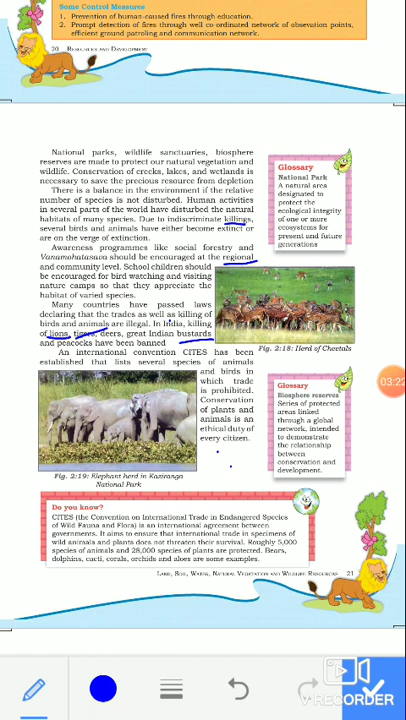 Some Control Measures
1. Prevention of human-caused fires through education.
2. Prompt detection of fires through well co ordinated network of obsevation points,
efficient ground patroling and communication network.
20 RESOURCES AND DEVELOPMENT
National parks, wildlife sanctuaries, biosphere
reserves are made to protect our natural vegetation and
wildlife. Conservation of creeks, lakes, and wetlands is
necessary to save the precious resource from depletion
There is a balance in the environment if the relative
number of species is not disturbed. Human activities
in several parts of the world have disturbed the natural
habitats of many species. Due to indiscriminate killings,
several birds and animals have either become extinct or
are on the verge of extinction.
Awareness programmes like social forestry and
Vanamohatasava should be encouraged at the regional
and community level. School children should
be encouraged for bird watching and visiting
nature camps so that they appreciate the
habitat of varied species.
Many countries have passed laws
declaring that the trades as well as killing of
birds and animals are illegal. In India, killing
of lions, tigers, deers, great Indian bustards
and peacocks have been banned
An international convention CITES has been
established that lists several species of animals
and birds in
which trade
is prohibited.
Conservation
of plants and
animals is an
ethical duty of
every citizen.
Glossary
National Park
A natural area
designated to
protect the
ecological integrity
of one or more
ecosystems for
present and future
generations
Fig. 2:18: Herd of Cheetals
Glossary
Biosphere reserves
Series of protected
areas linked
through a global
network, intended
to demonstrate
the relationship
between
conservation and
development.
Fig. 2:19: Elephant herd in Kaziranga
National Park
Do you know?
CITES (the Convention on International Trade in Endangered Species
of Wild Fauna and Flora) is an international agreement between
governments. It aims to ensure that international trade in specimens of
wild animals and plants does not threaten their survival. Roughly 5,000
species of animals and 28,000 species of plants are protected. Bears,
dolphins, cacti, corals, orchids and aloes are some examples.
LAND, SOIL, WATER, NATURAL VEGETATION AND WILDLIFE RESOURCES 21
03:22
V RECORDER